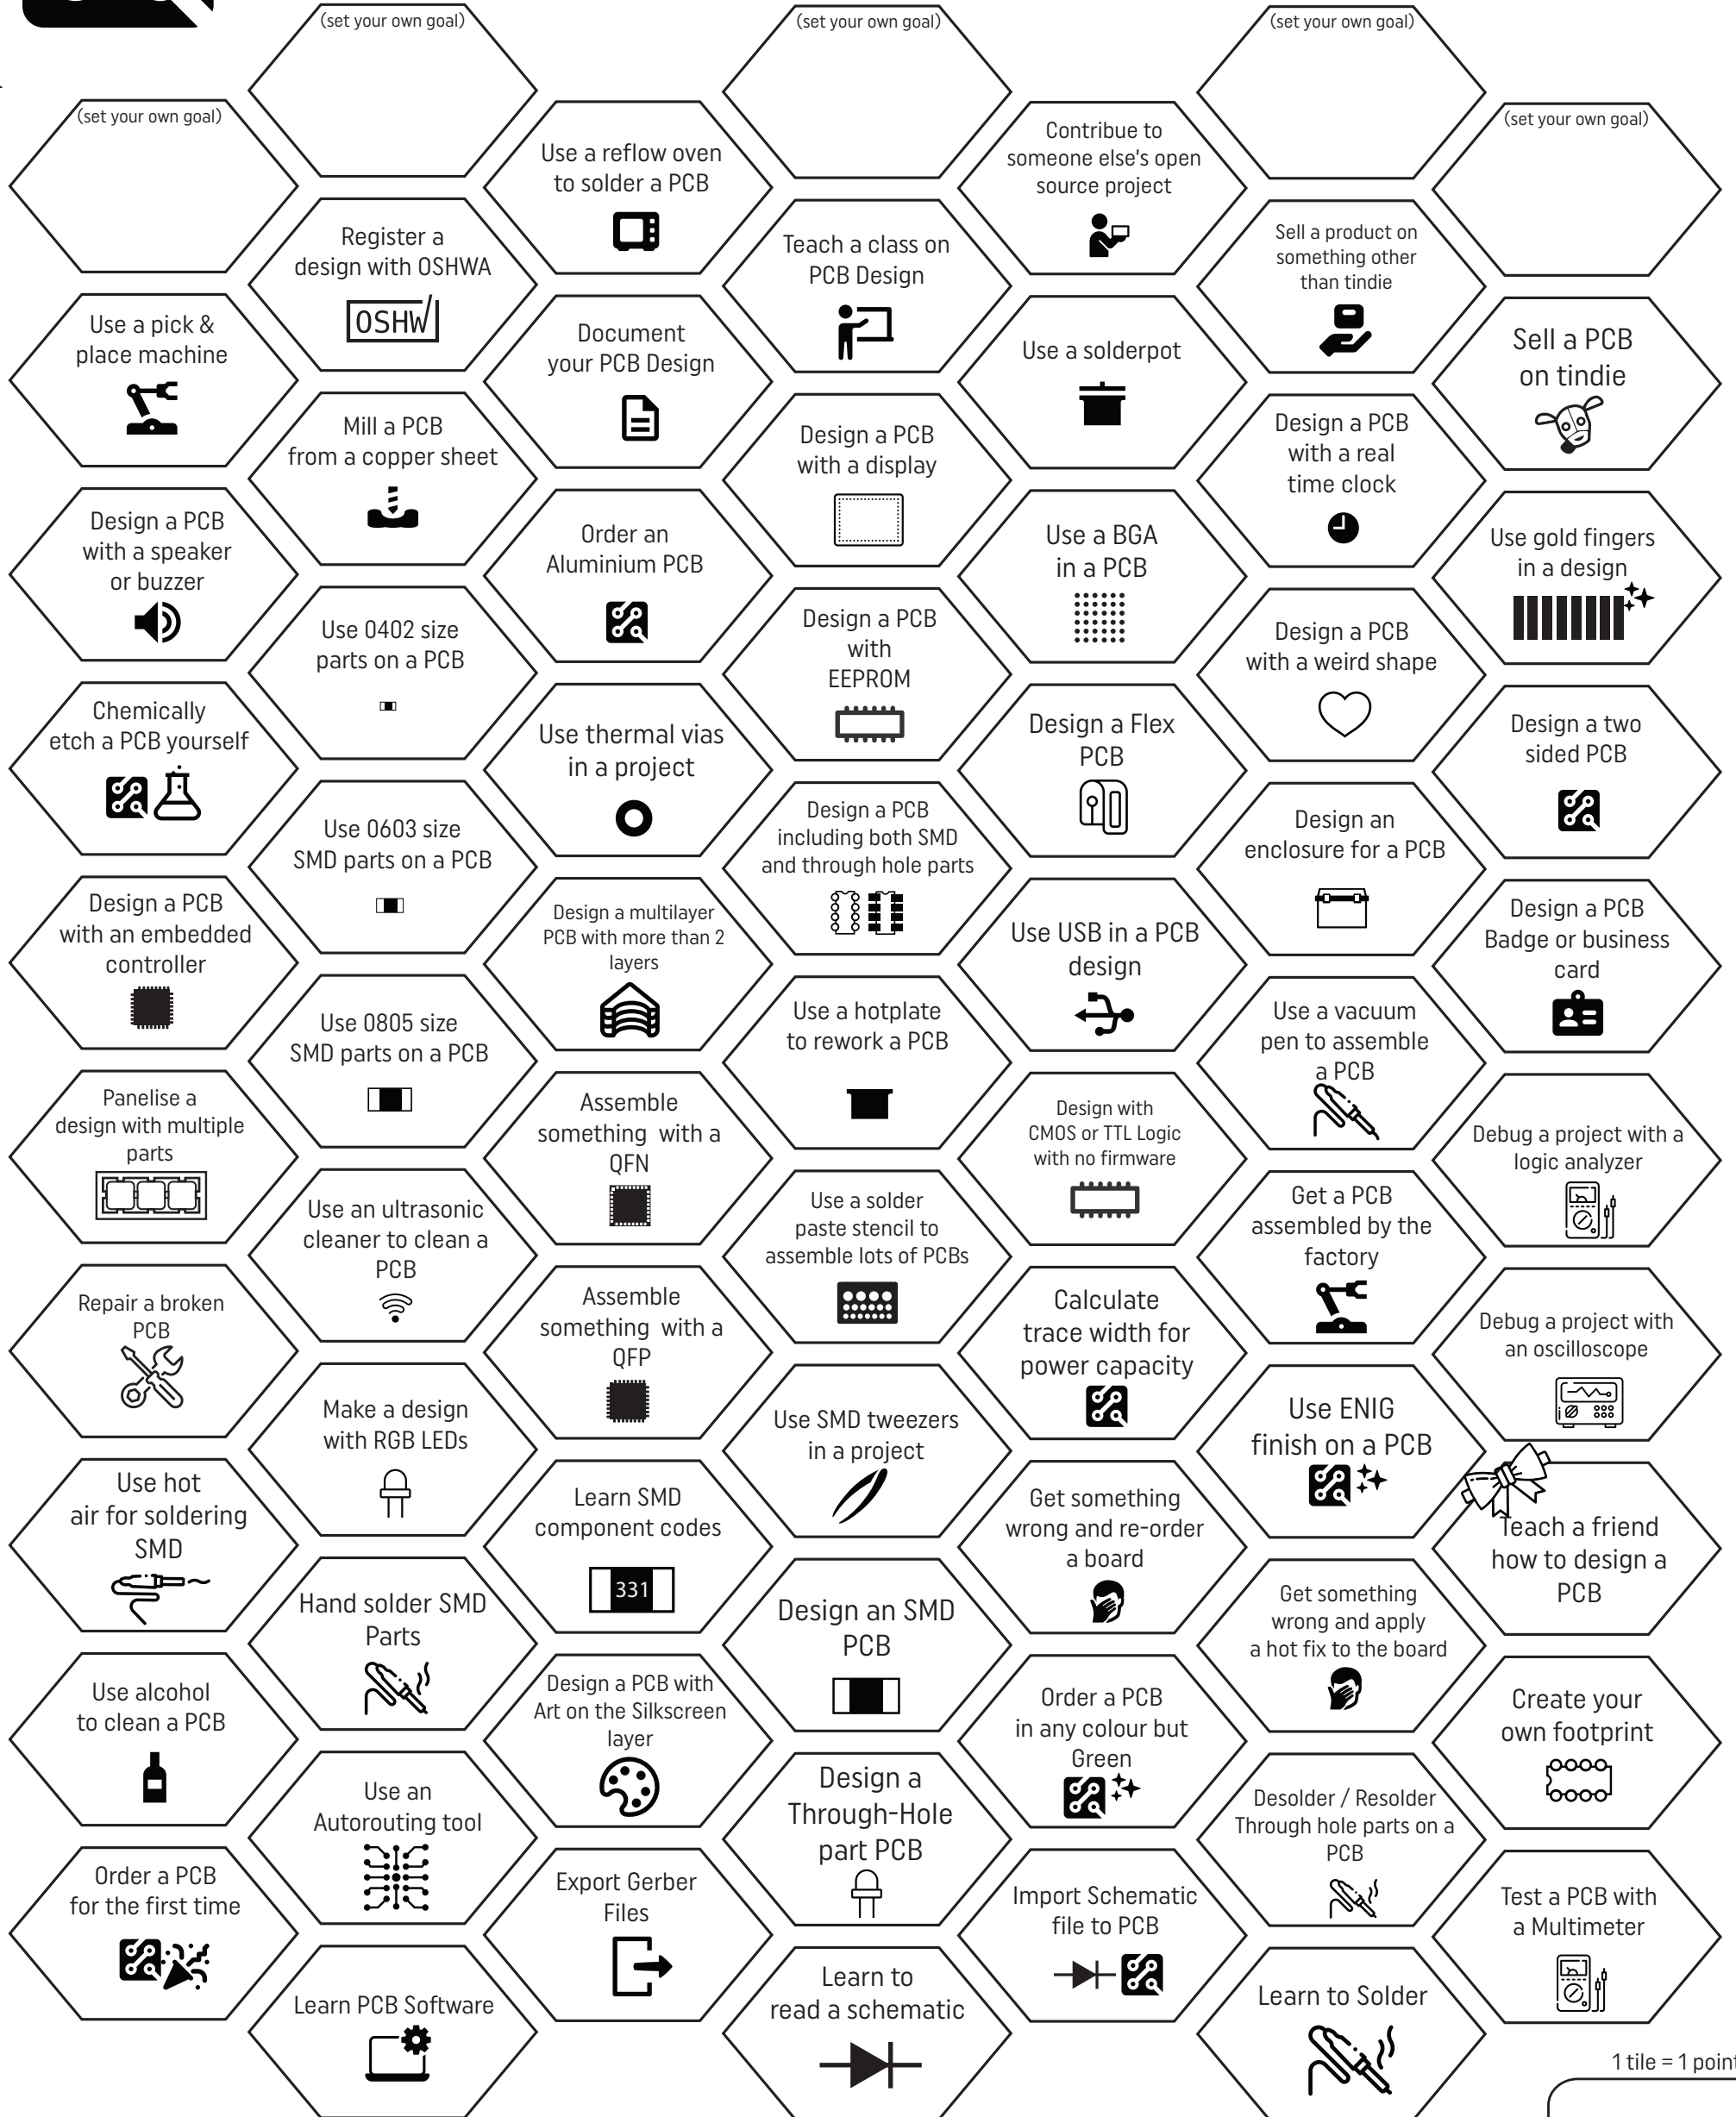 (set your own goal)
(set your own goal)
(set your own goal)
(set your own goal)
Use a reflow oven
to solder a PCB
Contribue to
someone else's open
source project
(set your own goal)
Register a
design with OSHWA
OSHW
Teach a class on
PCB Design
Sell a product on
something other
than tindie
Use a pick &
place machine
Document
your PCB Design
Use a solderpot
Sell a PCB
on tindie
Mill a PCB
from a copper sheet
Design a PCB
with a display
Design a PCB
with a real
time clock
Design a PCB
with a speaker
or buzzer
Order an
Aluminium PCB
Use a BGA
in a PCB
Use gold fingers
in a design
Use 0402 size
parts on a PCB
Design a PCB
with
EEPROM
Design a PCB
with a weird shape
Chemically
etch a PCB yourself
Use thermal vias
in a project
Design a Flex
PCB
Design a two
sided PCB
Use 0603 size
SMD parts on a PCB
Design a PCB
including both SMD
and through hole parts
Design an
enclosure for a PCB
Design a PCB
with an embedded
controller
Design a multilayer
PCB with more than 2
layers
Use USB in a PCB
design
Design a PCB
Badge or business
card
Use 0805 size
SMD parts on a PCB
Use a hotplate
to rework a PCB
Use a vacuum
pen to assemble
a PCB
Panelise a
design with multiple
parts
Assemble
something with a
QFN
Design with
CMOS or TTL Logic
with no firmware
Debug a project with a
logic analyzer
Use an ultrasonic
cleaner to clean a
PCB
Use a solder
paste stencil to
assemble lots of PCBs
Get a PCB
assembled by the
factory
Repair a broken
PCB
Assemble
something with a
QFP
Calculate
trace width for
power capacity
Debug a project with
an oscilloscope
Make a design
with RGB LEDs
Use SMD tweezers
in a project
Use ENIG
finish on a PCB
Use hot
air for soldering
SMD
Learn SMD
component codes
331
Get something
wrong and re-order
a board
Teach a friend
how to design a
PCB
Hand solder SMD
Parts
Design an SMD
PCB
Get something
wrong and apply
a hot fix to the board
Use alcohol
to clean a PCB
Design a PCB with
Art on the Silkscreen
layer
Order a PCB
in any colour but
Green
Create your
own footprint
Use an
Autorouting tool
Design a
Through-Hole
part PCB
Desolder / Resolder
Through hole parts on a
PCB
Order a PCB
for the first time
Export Gerber
Files
Import Schematic
file to PCB
Test a PCB with
a Multimeter
Learn PCB Software
Learn to
read a schematic
Learn to Solder
1 tile = 1 point